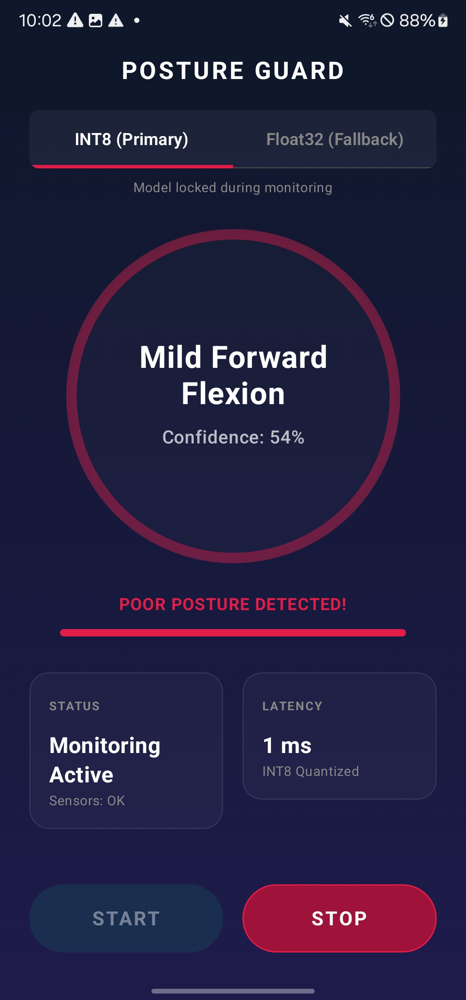 10:02
88%
POSTURE GUARD
INT8 (Primary)
Float32 (Fallback)
Model locked during monitoring
Mild Forward
Flexion
Confidence: 54%
POOR POSTURE DETECTED!
STATUS
Monitoring
Active
Sensors: OK
LATENCY
1 ms
INT8 Quantized
START
STOP